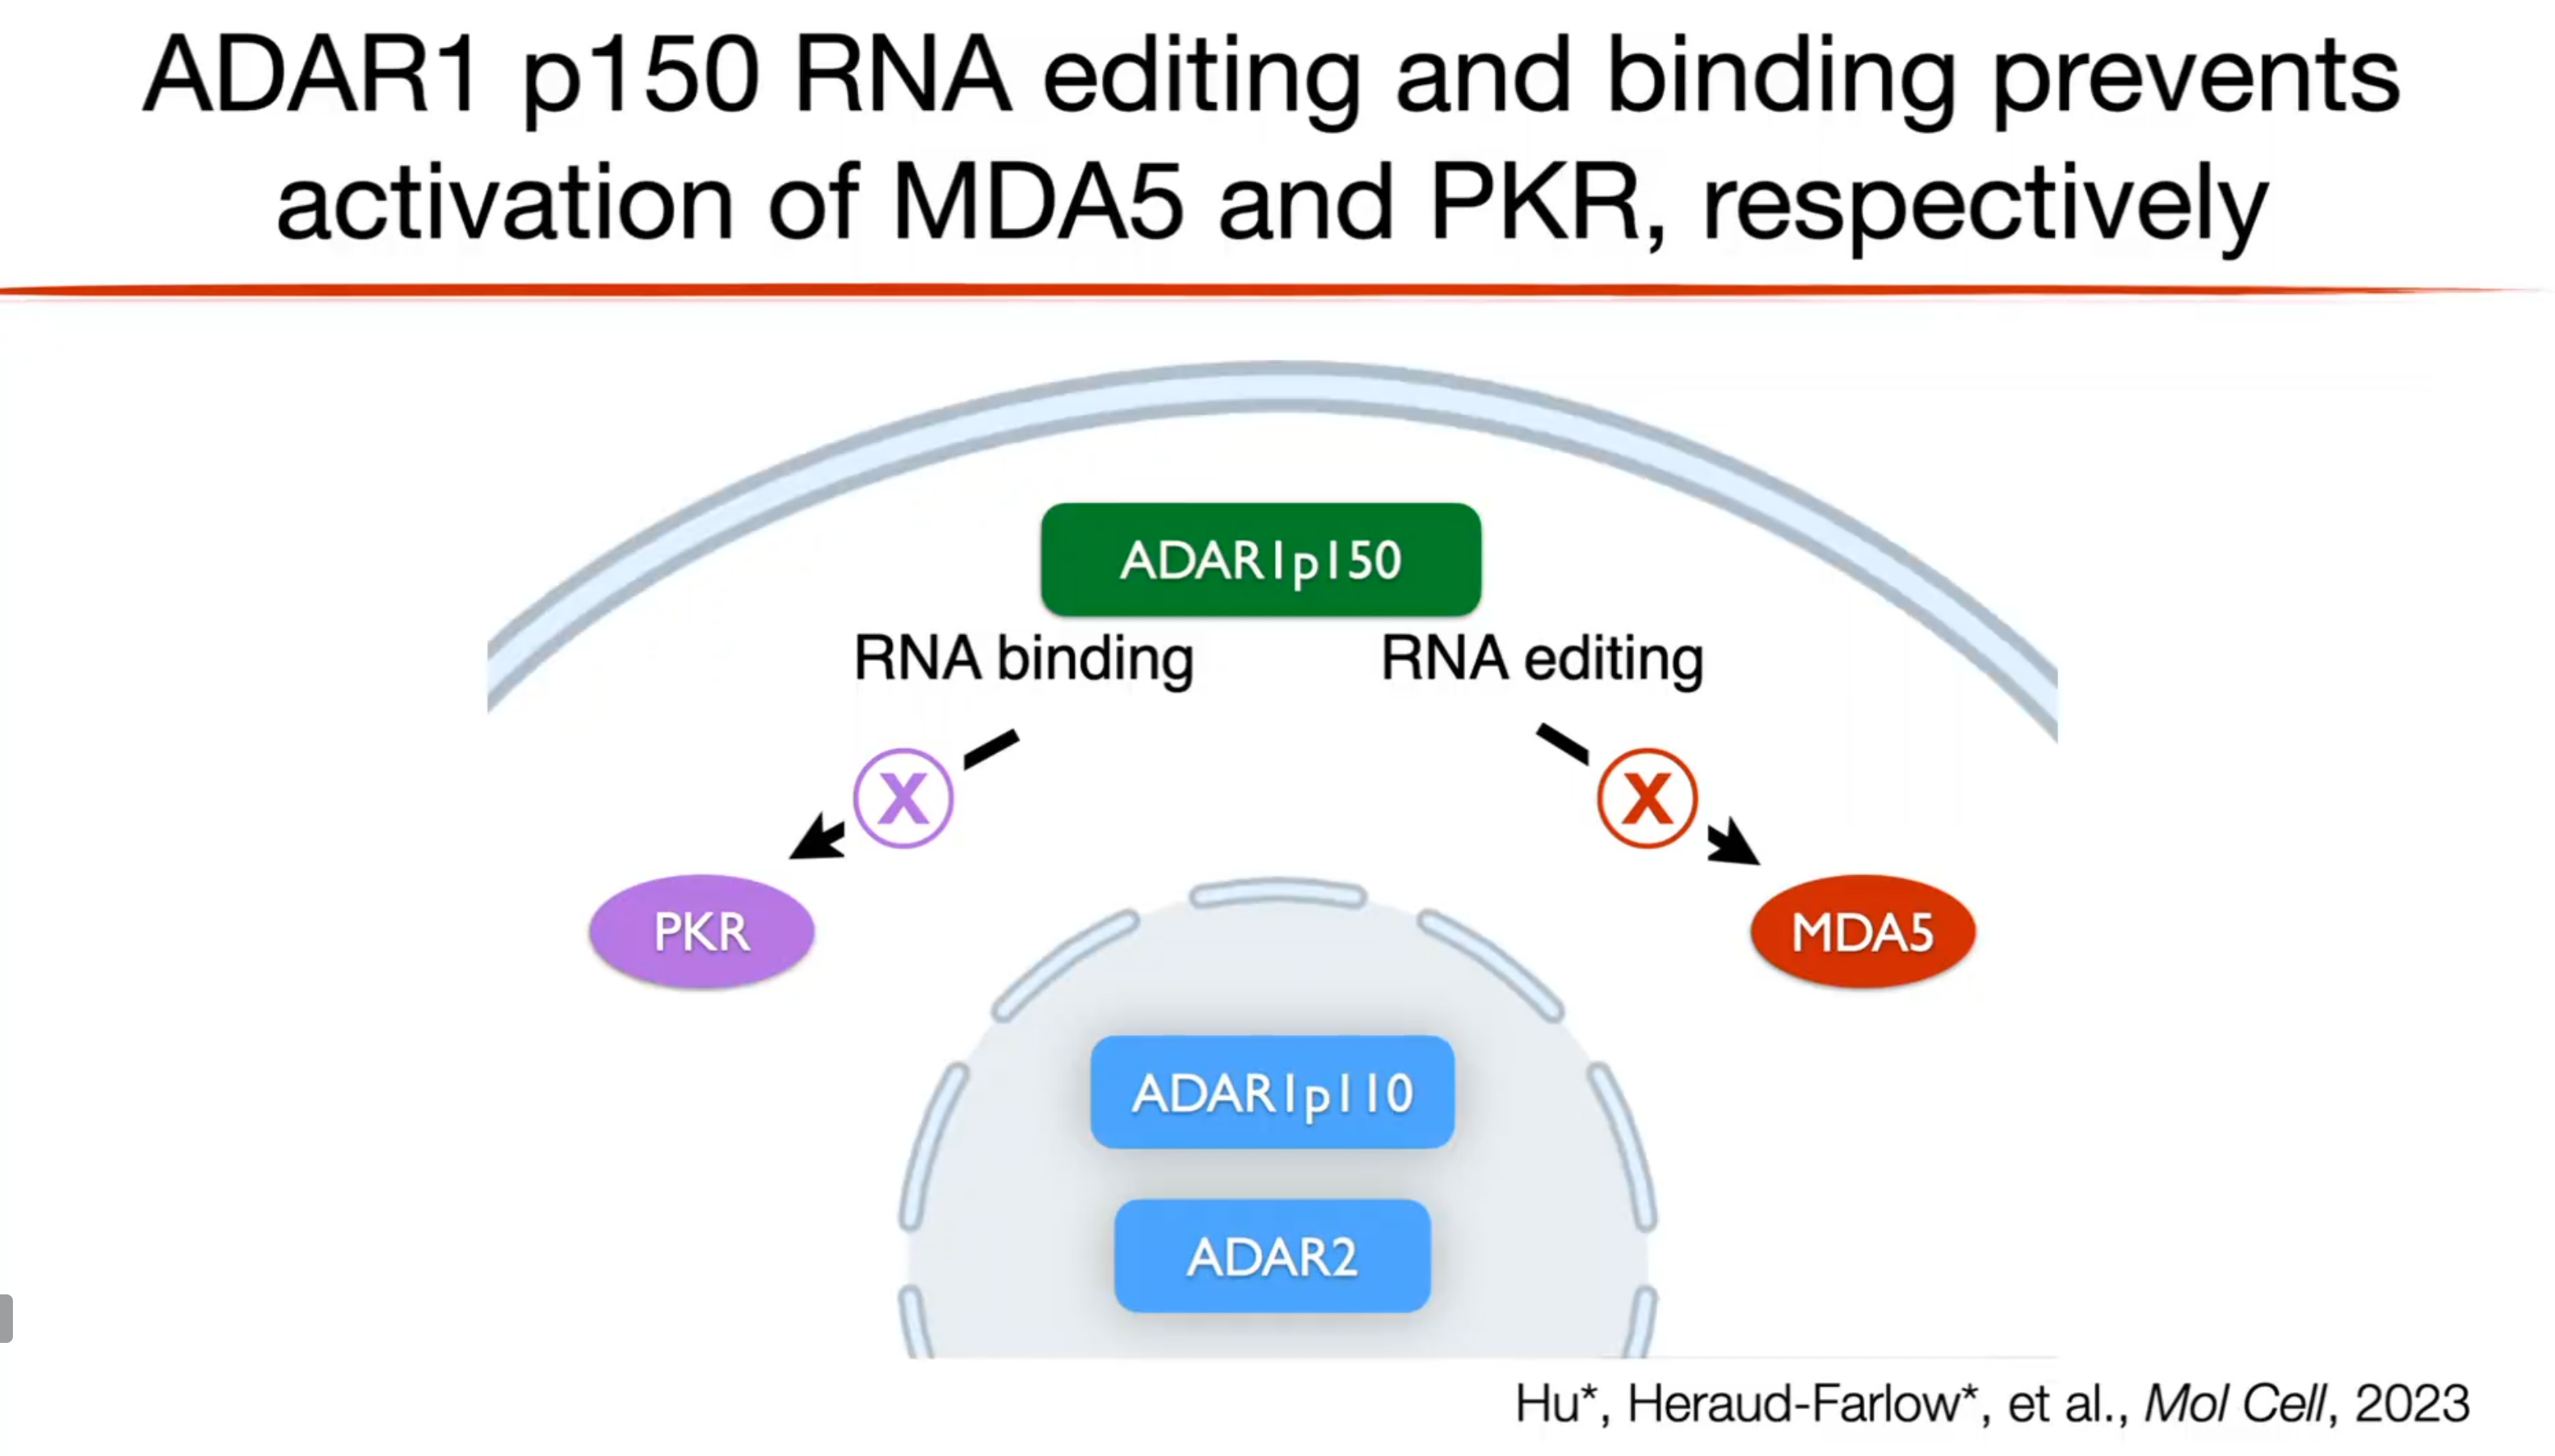 ADAR1 p150 RNA editing and binding prevents
activation of MDA5 and PKR, respectively
ADAR1p150
RNA binding
RNA editing
X
X
PKR
MDA5
ADAR1p110
ADAR2
Hu*, Heraud-Farlow*, et al., Mol Cell, 2023